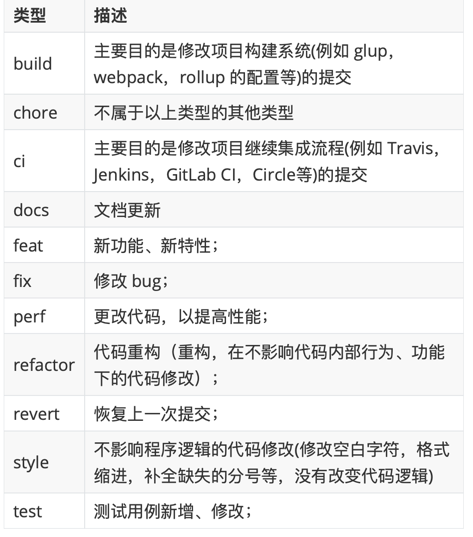 类型 描述
build 主要目的是修改项目构建系统(例如 glup，
webpack，rollup 的配置等)的提交
chore 不属于以上类型的其他类型
ci 主要目的是修改项目继续集成流程(例如 Travis，
Jenkins，GitLab CI，Circle等)的提交
docs 文档更新
feat 新功能、新特性；
fix 修改 bug；
perf 更改代码，以提高性能；
refactor 代码重构（重构，在不影响代码内部行为、功能
下的代码修改）；
revert 恢复上一次提交；
style 不影响程序逻辑的代码修改(修改空白字符，格式
缩进，补全缺失的分号等，没有改变代码逻辑)
test 测试用例新增、修改；